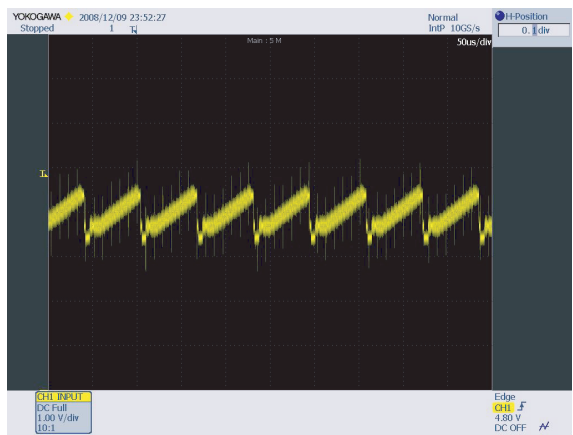 YOKOGAWA 2008/12/09 23:52:27
Stopped 1
Normal
IntP 10GS/s
H-Position
0.1div
Main : 5 M
50us/div
CH1 INPUT
DC Full
1.00 V/div
10:1
Edge
CH1
4.80 V
DC OFF